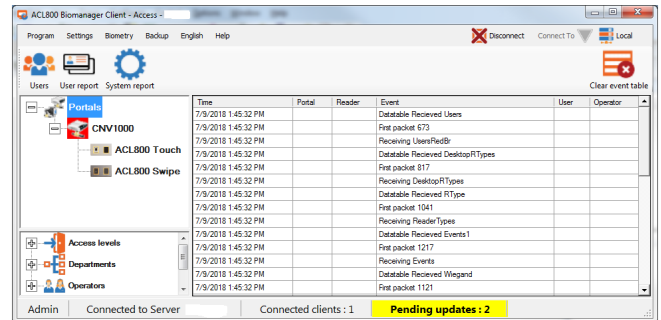 ACL800 Biomanager Client - Access -
Program Settings Biometry Backup English Help Disconnect Connect To Local
Users User report System report Clear event table
Portals
CNV1000
ACL800 Touch
ACL800 Swipe
Access levels
Departments
Operators
Time Portal Reader Event User Operator
7/9/2018 1:45:32 PM Datatable Recieved Users
7/9/2018 1:45:32 PM First packet 673
7/9/2018 1:45:32 PM Receiving UsersRedBr
7/9/2018 1:45:32 PM Datatable Recieved DesktopRTypes
7/9/2018 1:45:32 PM First packet 817
7/9/2018 1:45:32 PM Receiving DesktopRTypes
7/9/2018 1:45:32 PM Datatable Recieved RType
7/9/2018 1:45:32 PM First packet 1041
7/9/2018 1:45:32 PM Receiving ReaderTypes
7/9/2018 1:45:32 PM Datatable Recieved Events1
7/9/2018 1:45:32 PM First packet 1217
7/9/2018 1:45:32 PM Receiving Events
7/9/2018 1:45:32 PM Datatable Recieved Wiegand
7/9/2018 1:45:32 PM First packet 1121
Admin Connected to Server Connected clients : 1 Pending updates : 2